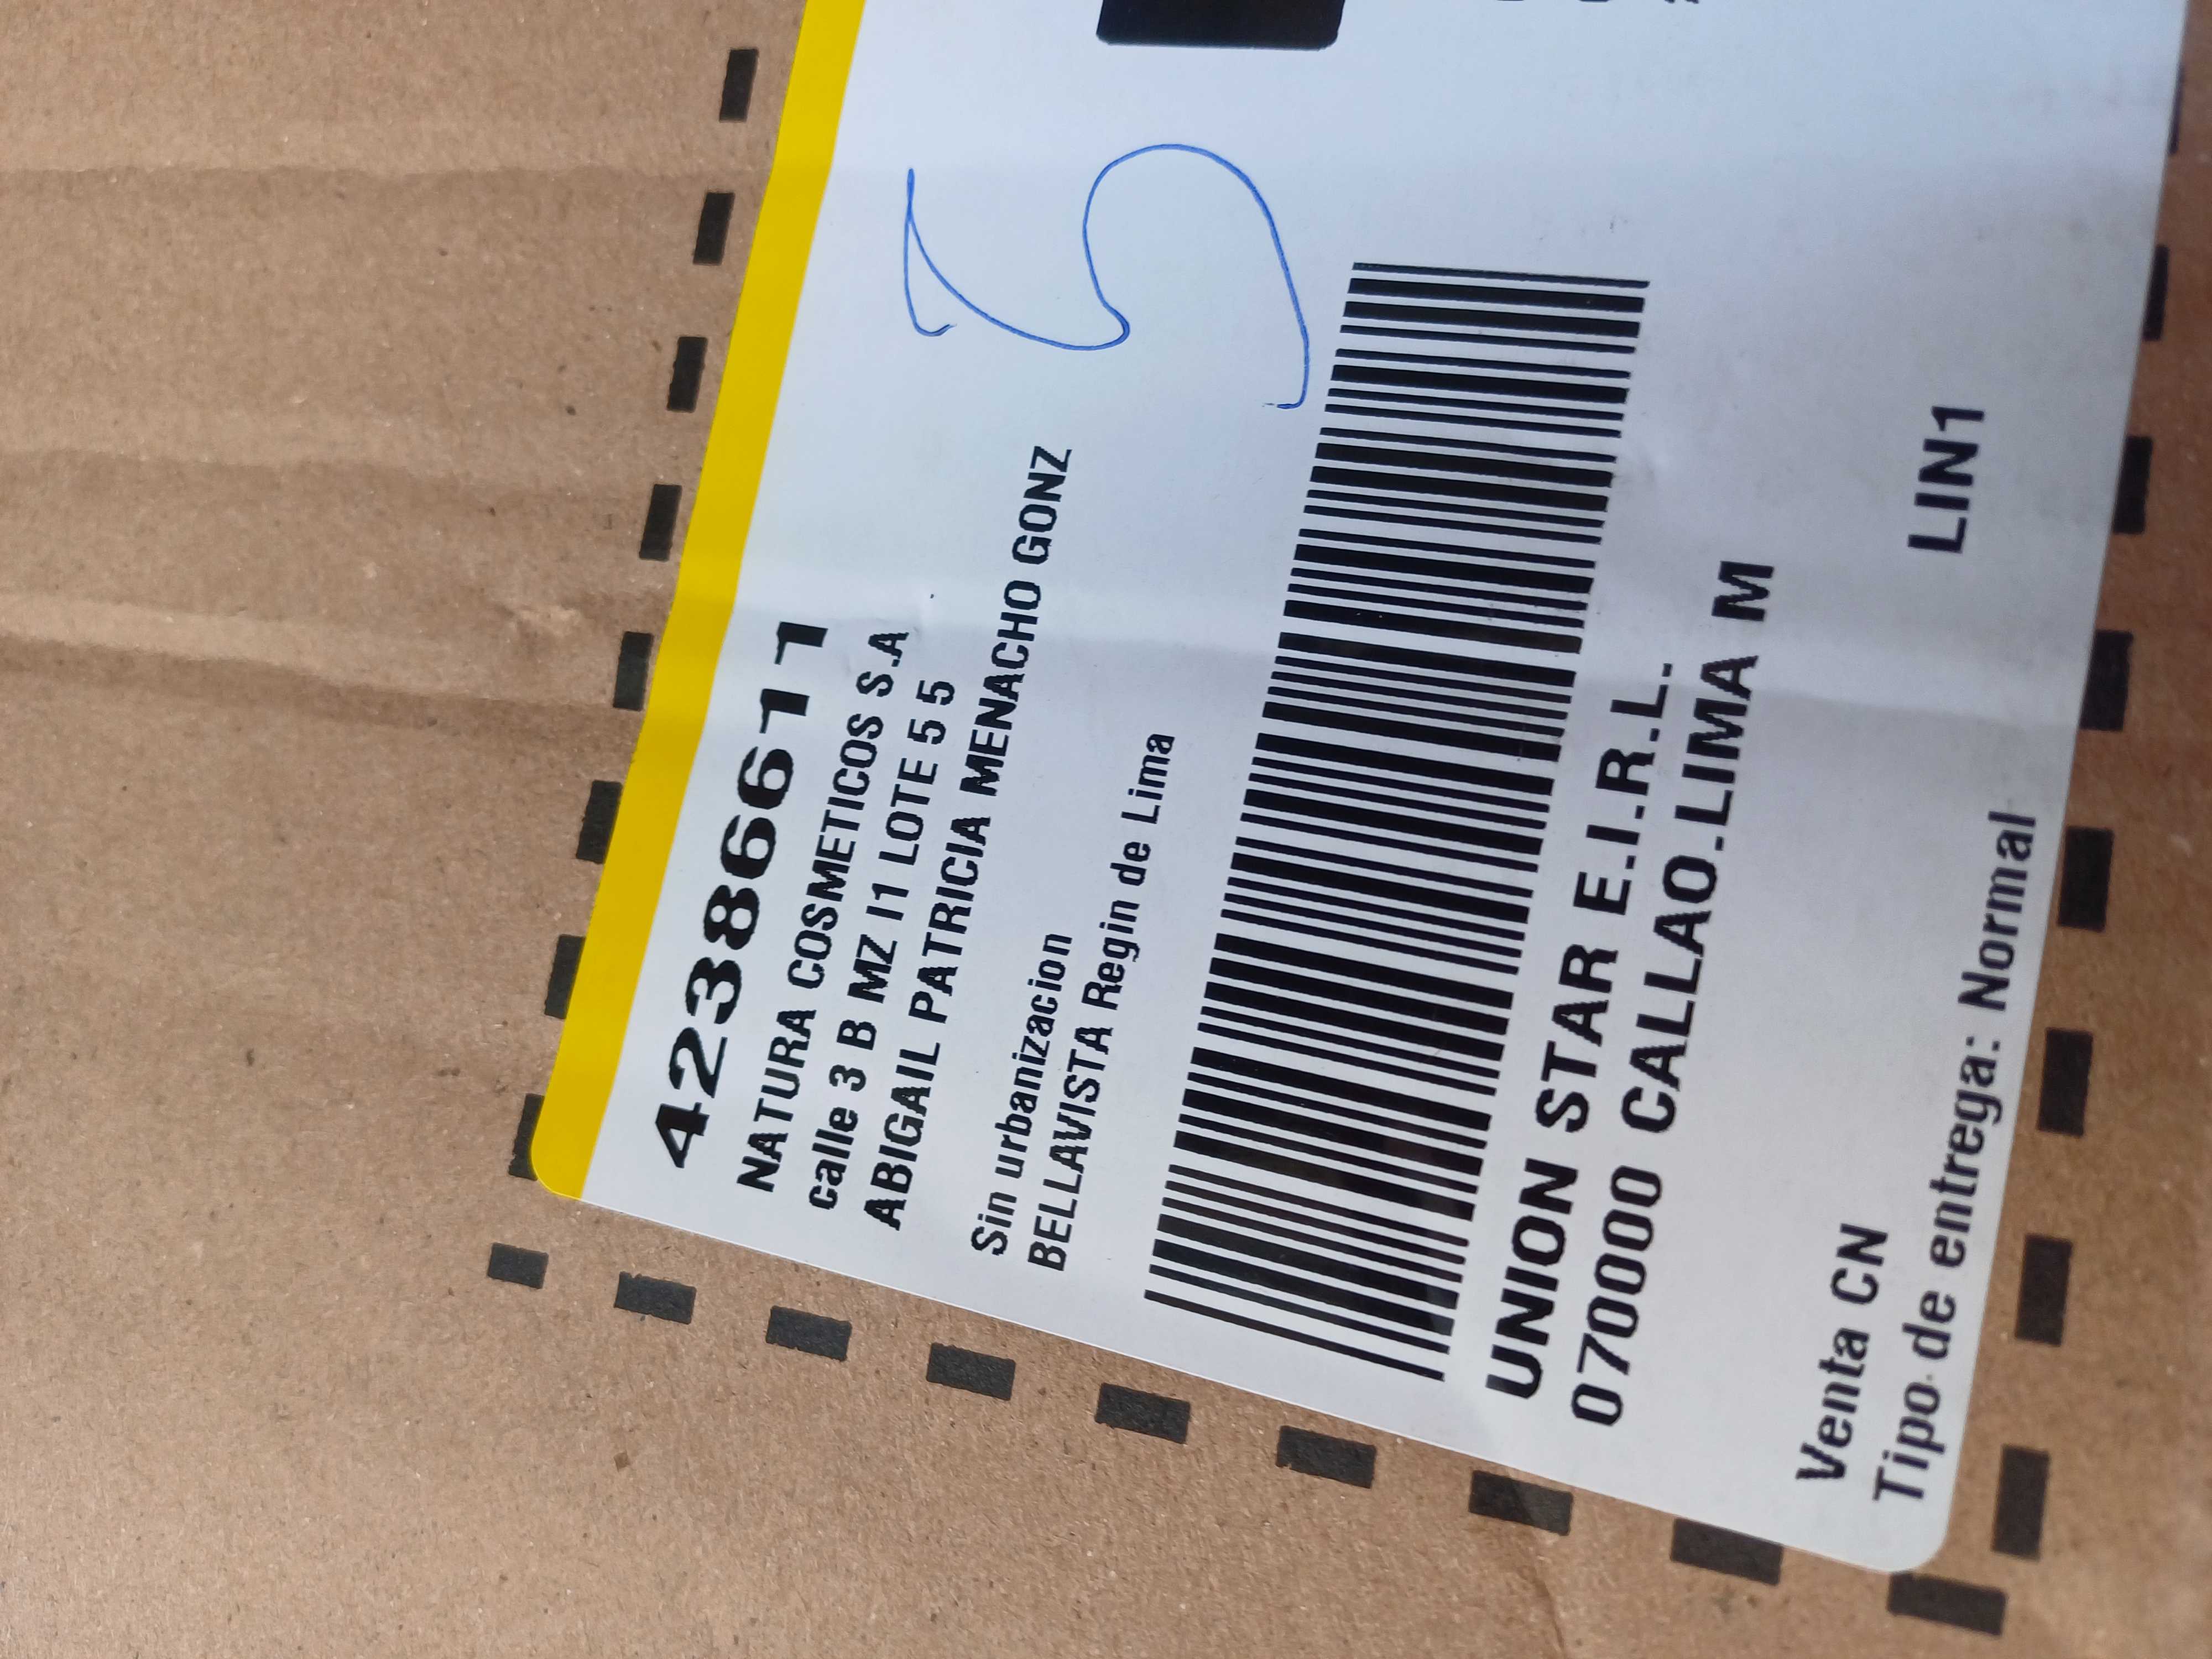 42386611
NATURA COSMETICOS S.A
calle 3 B MZ I1 LOTE 5 5
ABIGAIL PATRICIA MENACHO GONZ
Sin urbanizacion
BELLAVISTA Regin de Lima
UNION STAR E.I.R.L.
070000 CALLAO.LIMA M
Venta CN
LIN1
Tipo de entrega: Normal